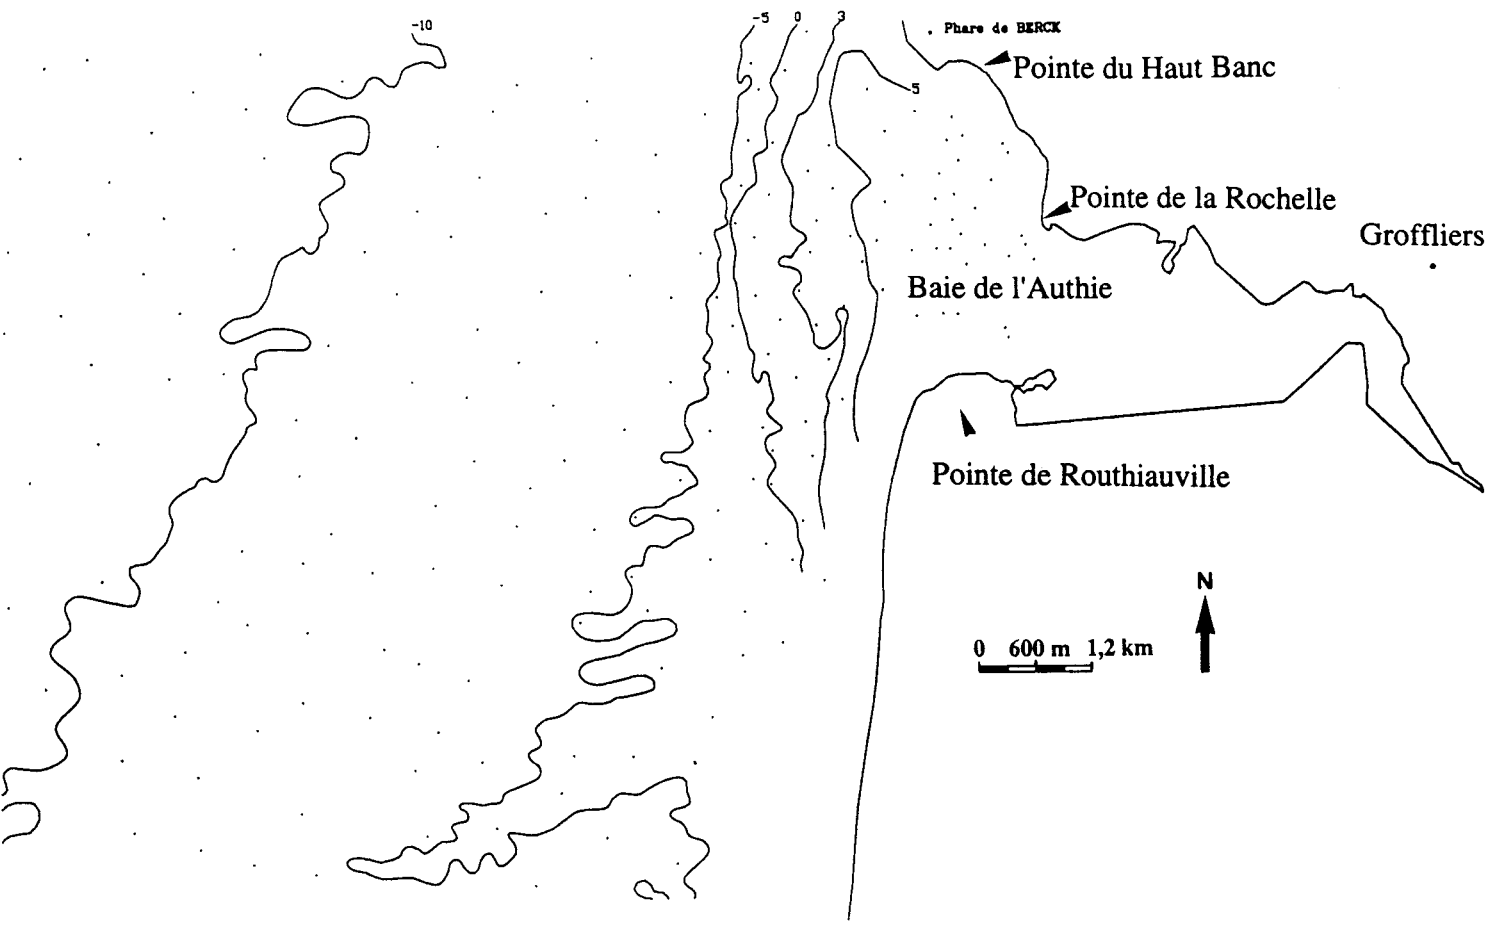 -10
-5
0
3
Phare de BERCK
Pointe du Haut Banc
5
Pointe de la Rochelle
Groffliers
Baie de l'Authie
Pointe de Routhiauville
N
0 600 m 1,2 km